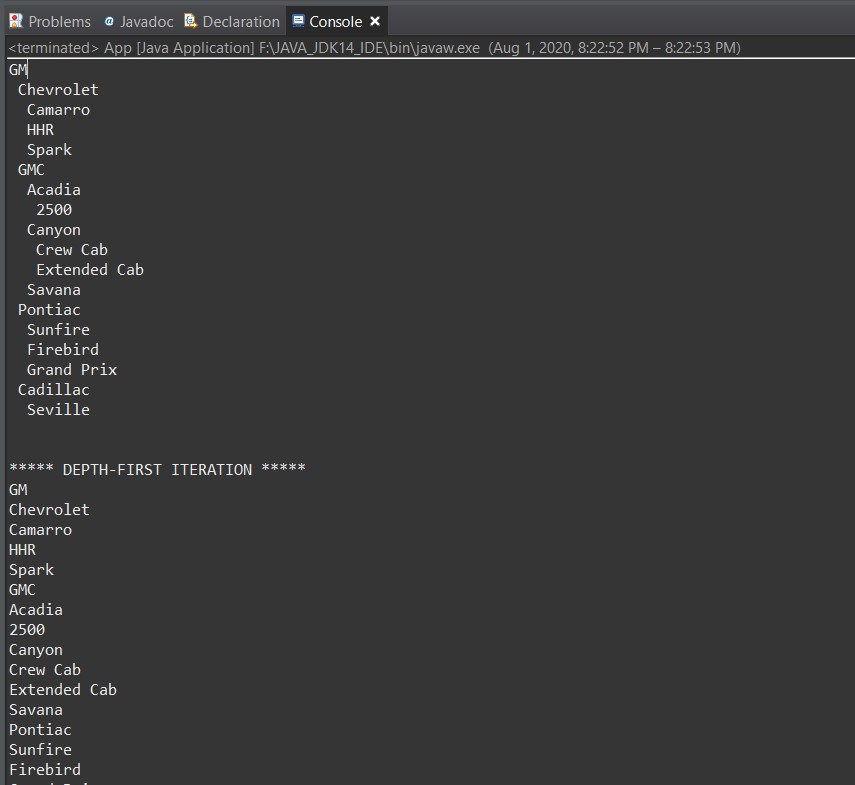 Problems @ Javadoc Declaration Console
<terminated> App [Java Application] F:\JAVA_JDK14_IDE\bin\javaw.exe (Aug 1, 2020, 8:22:52 PM – 8:22:53 PM)
GM
 Chevrolet
  Camarro
  HHR
  Spark
 GMC
  Acadia
   2500
  Canyon
   Crew Cab
   Extended Cab
  Savana
 Pontiac
  Sunfire
  Firebird
  Grand Prix
 Cadillac
  Seville
***** DEPTH-FIRST ITERATION *****
GM
Chevrolet
Camarro
HHR
Spark
GMC
Acadia
2500
Canyon
Crew Cab
Extended Cab
Savana
Pontiac
Sunfire
Firebird